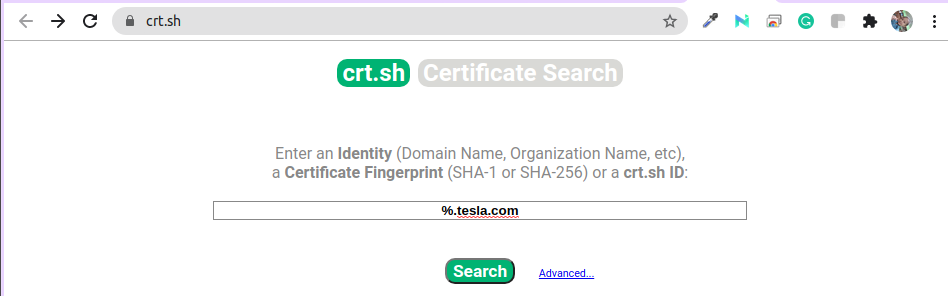 crt.sh
crt.sh Certificate Search
Enter an Identity (Domain Name, Organization Name, etc),
a Certificate Fingerprint (SHA-1 or SHA-256) or a crt.sh ID:
%.tesla.com
Search Advanced...